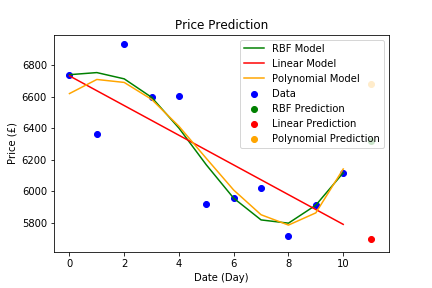 Price Prediction
RBF Model
Linear Model
Polynomial Model
Data
RBF Prediction
Linear Prediction
Polynomial Prediction
Price (£)
6800
6600
6400
6200
6000
5800
0 2 4 6 8 10
Date (Day)